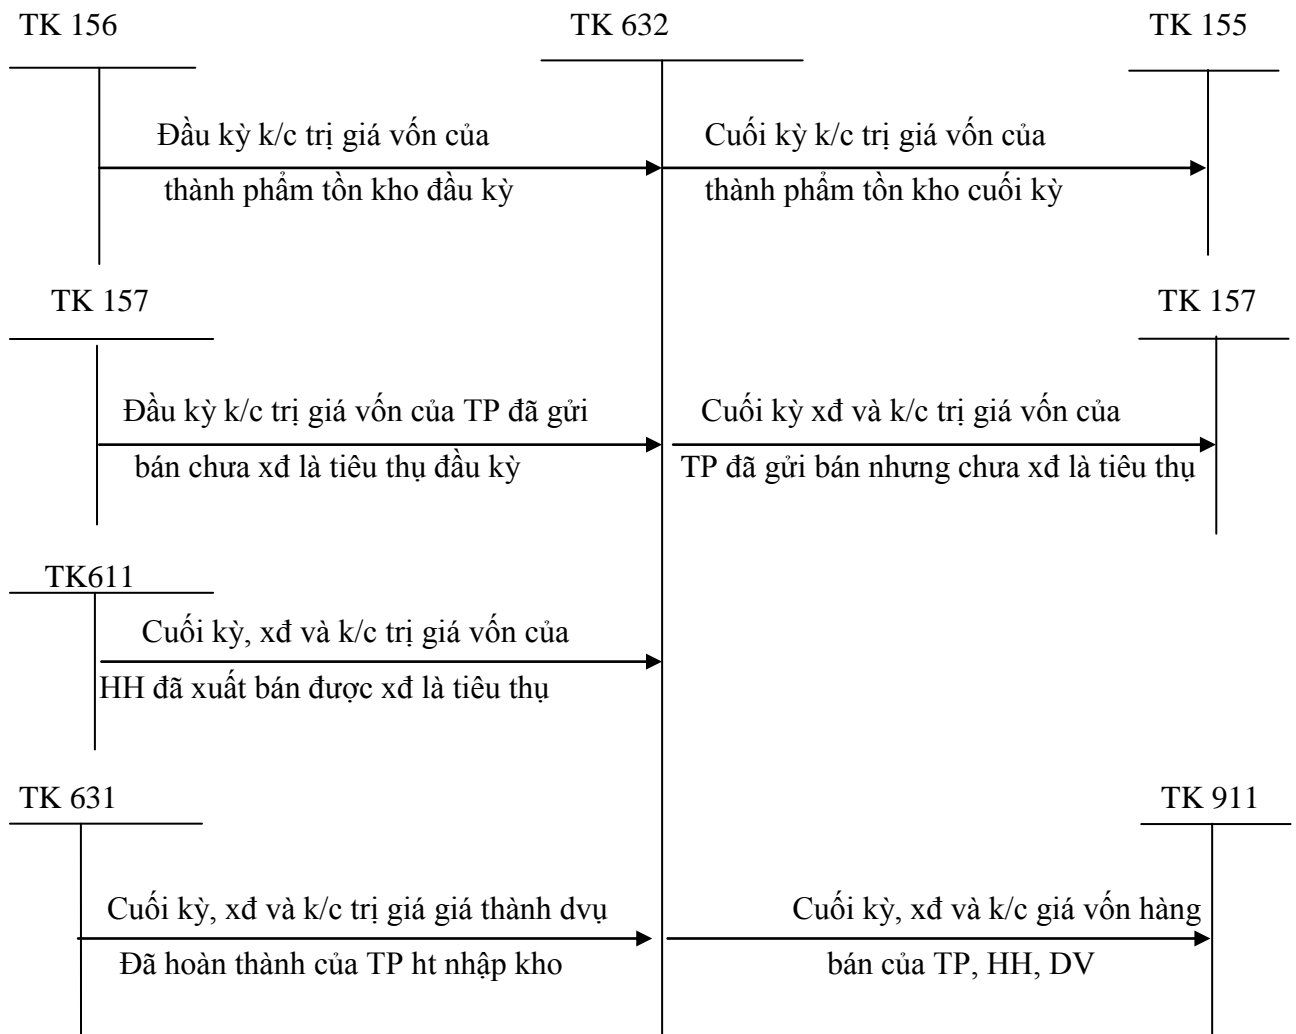 TK 156
TK 632
TK 155
Đầu kỳ k/c trị giá vốn của
thành phẩm tồn kho đầu kỳ
Cuối kỳ k/c trị giá vốn của
thành phẩm tồn kho cuối kỳ
TK 157
TK 157
Đầu kỳ k/c trị giá vốn của TP đã gửi
bán chưa xđ là tiêu thụ đầu kỳ
Cuối kỳ xđ và k/c trị giá vốn của
TP đã gửi bán nhưng chưa xđ là tiêu thụ
TK611
Cuối kỳ, xđ và k/c trị giá vốn của
HH đã xuất bán được xđ là tiêu thụ
TK 631
TK 911
Cuối kỳ, xđ và k/c trị giá giá thành dvụ
Đã hoàn thành của TP ht nhập kho
Cuối kỳ, xđ và k/c giá vốn hàng
bán của TP, HH, DV